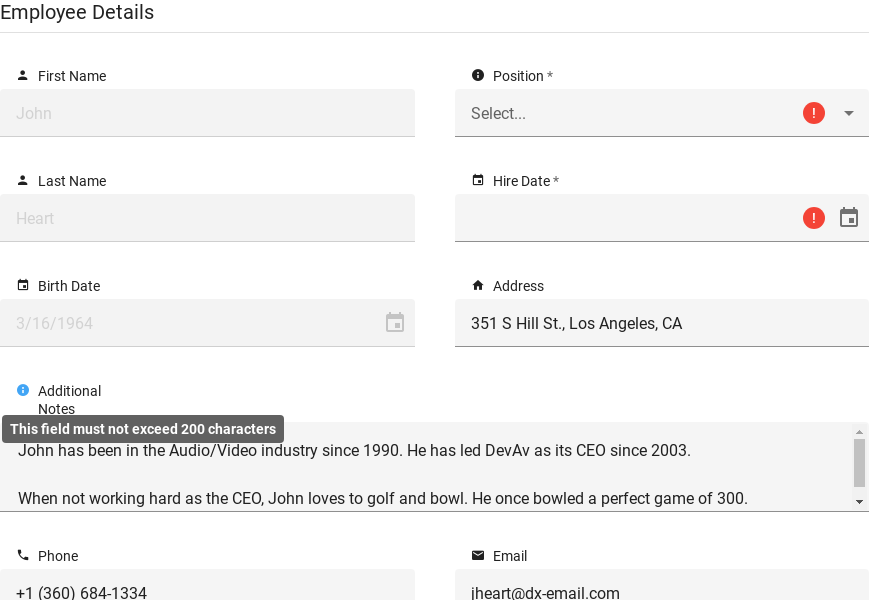 Employee Details
First Name
Position *
John
Select...
Last Name
Hire Date *
Heart
Birth Date
Address
3/16/1964
351 S Hill St., Los Angeles, CA
Additional
Notes
This field must not exceed 200 characters
John has been in the Audio/Video industry since 1990. He has led DevAv as its CEO since 2003.
When not working hard as the CEO, John loves to golf and bowl. He once bowled a perfect game of 300.
Phone
Email
+1 (360) 684-1334
jheart@dx-email.com